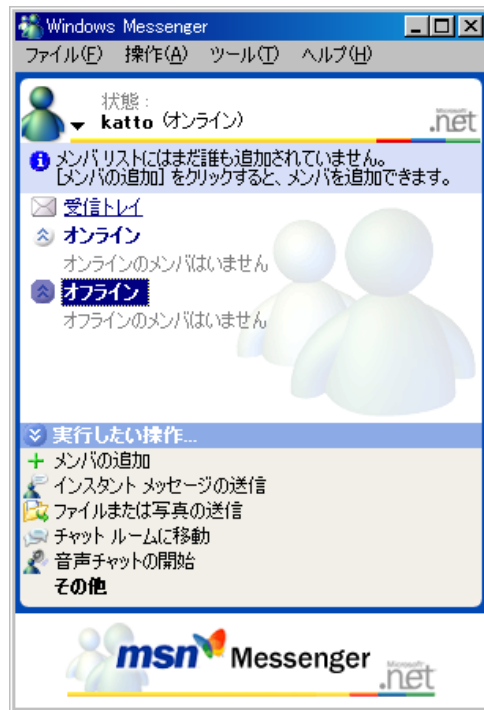 Windows Messenger
ファイル(F) 操作(A) ツール(T) ヘルプ(H)
状態:
katto (オンライン)
Microsoft
.net
メンバ リストにはまだ誰も追加されていません。
[メンバの追加] をクリックすると、メンバを追加できます。
受信トレイ
オンライン
オンラインのメンバはいません
オフライン
オフラインのメンバはいません
実行したい操作...
メンバの追加
インスタント メッセージの送信
ファイルまたは写真の送信
チャット ルームに移動
音声チャットの開始
その他
msn Messenger
Microsoft
.net